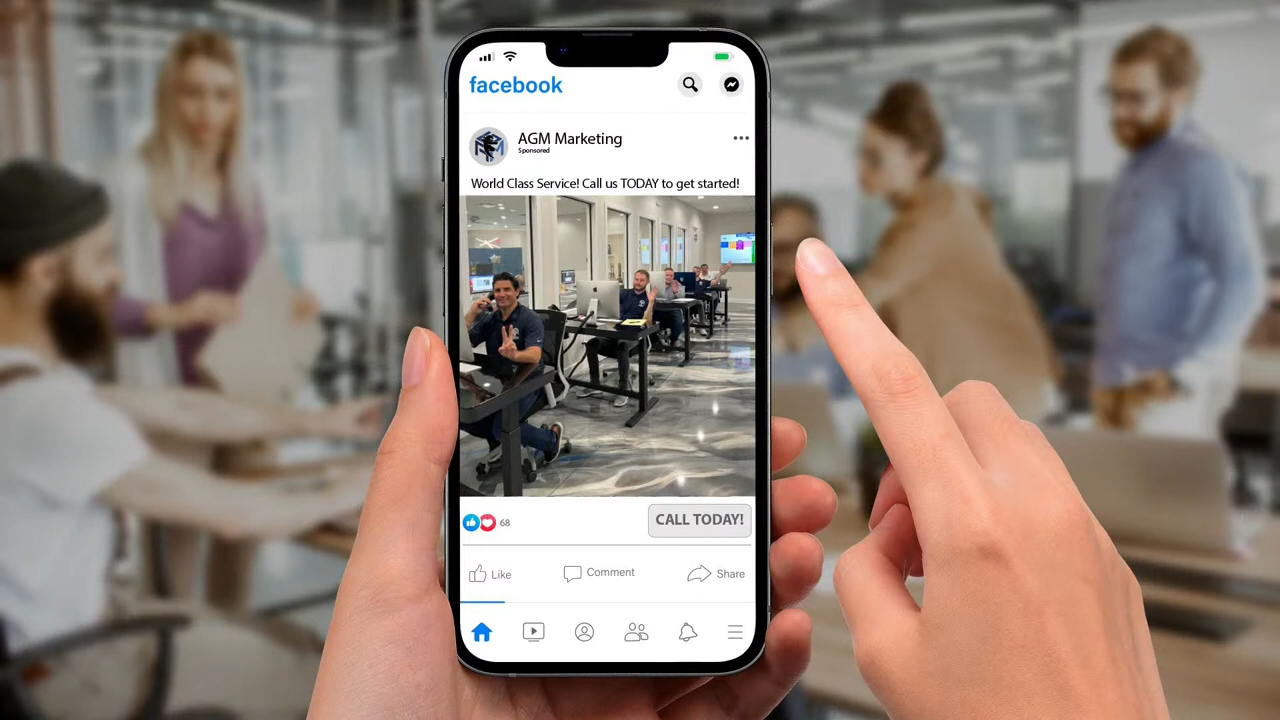 facebook
AGM Marketing
Sponsored
World Class Service! Call us TODAY to get started!
68
CALL TODAY!
Like
Comment
Share